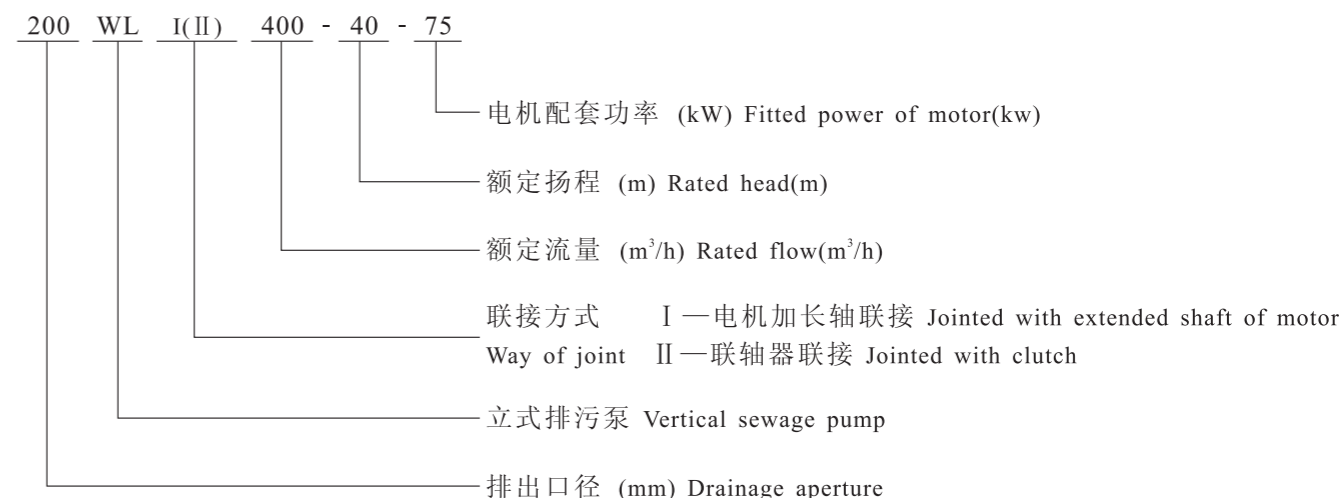 200 WL I(Ⅱ) 400 - 40 - 75
电机配套功率 (kW) Fitted power of motor(kw)
额定扬程 (m) Rated head(m)
额定流量 (m³/h) Rated flow(m³/h)
联接方式 Ⅰ—电机加长轴联接 Jointed with extended shaft of motor
Way of joint Ⅱ—联轴器联接 Jointed with clutch
立式排污泵 Vertical sewage pump
排出口径 (mm) Drainage aperture